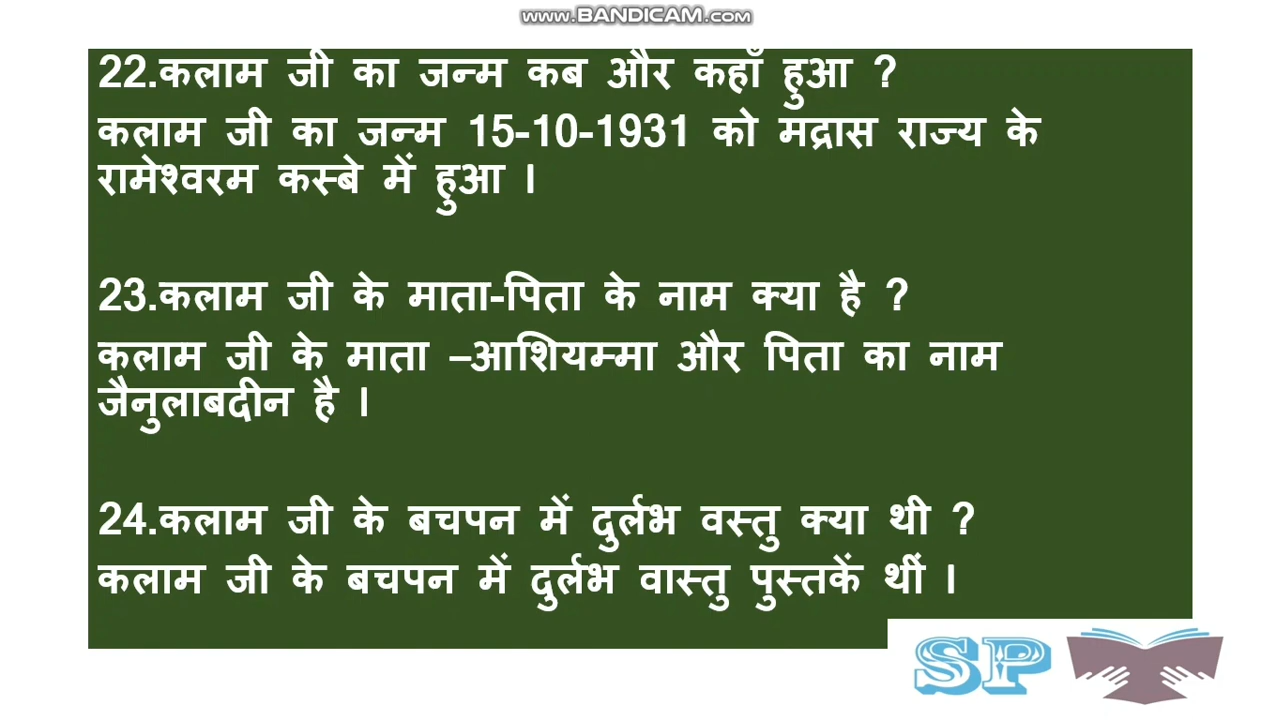 www.BANDICAM.com
22.कलाम जी का जन्म कब और कहाँ हुआ ?
कलाम जी का जन्म 15-10-1931 को मद्रास राज्य के
रामेश्वरम कस्बे में हुआ ।
23.कलाम जी के माता-पिता के नाम क्या है ?
कलाम जी के माता –आशियम्मा और पिता का नाम
जैनुलाबदीन है ।
24.कलाम जी के बचपन में दुर्लभ वस्तु क्या थी ?
कलाम जी के बचपन में दुर्लभ वास्तु पुस्तकें थीं ।
SP